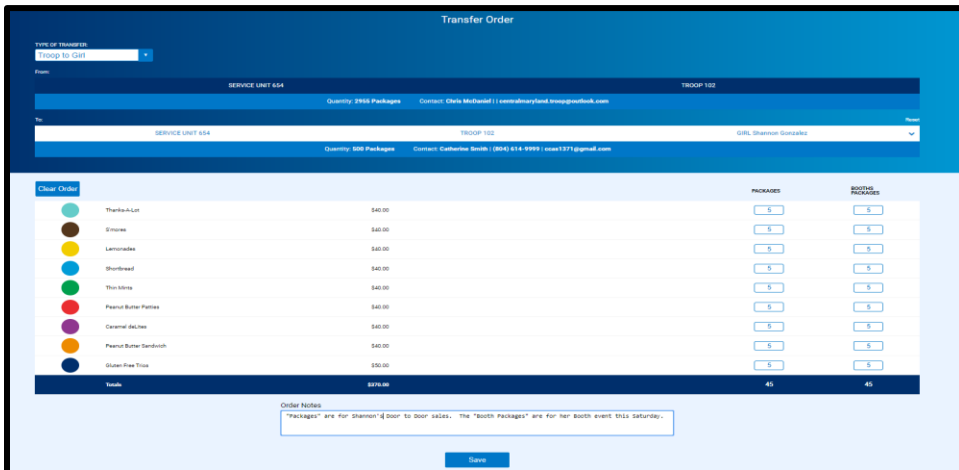 Transfer Order
TYPE OF TRANSFER:
Troop to Girl
From:
SERVICE UNIT 654 TROOP 102
Quantity: 2955 Packages Contact: Chris McDaniel | | centralmaryland.troop@outlook.com
To: Reset
SERVICE UNIT 654 TROOP 102 GIRL Shannon Gonzalez
Quantity: 500 Packages Contact: Catherine Smith | (804) 614-9999 | ccae1371@gmail.com
Clear Order PACKAGES BOOTHS PACKAGES
Thanks-A-Lot $40.00 5 5
S'mores $40.00 5 5
Lemonades $40.00 5 5
Shortbread $40.00 5 5
Thin Mints $40.00 5 5
Peanut Butter Patties $40.00 5 5
Caramel deLites $40.00 5 5
Peanut Butter Sandwich $40.00 5 5
Gluten Free Trios $50.00 5 5
Totals $370.00 45 45
Order Notes
"Packages" are for Shannon's Door to Door sales. The "Booth Packages" are for her Booth event this Saturday.
Save